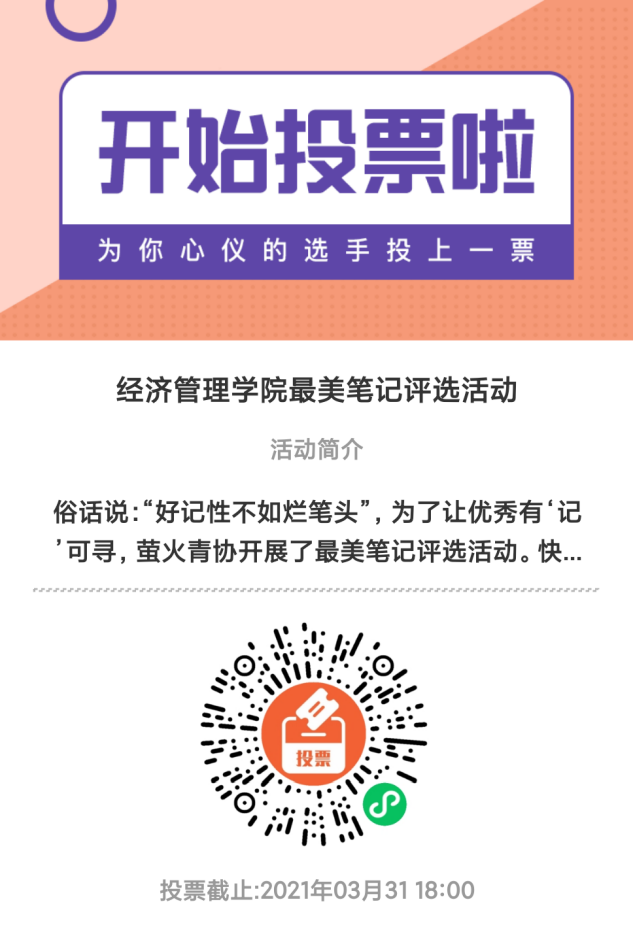 开始投票啦
为你心仪的选手投上一票
经济管理学院最美笔记评选活动
活动简介
俗话说：“好记性不如烂笔头”，为了让优秀有‘记
’可寻，萤火青协开展了最美笔记评选活动。快...
投票
投票截止:2021年03月31 18:00